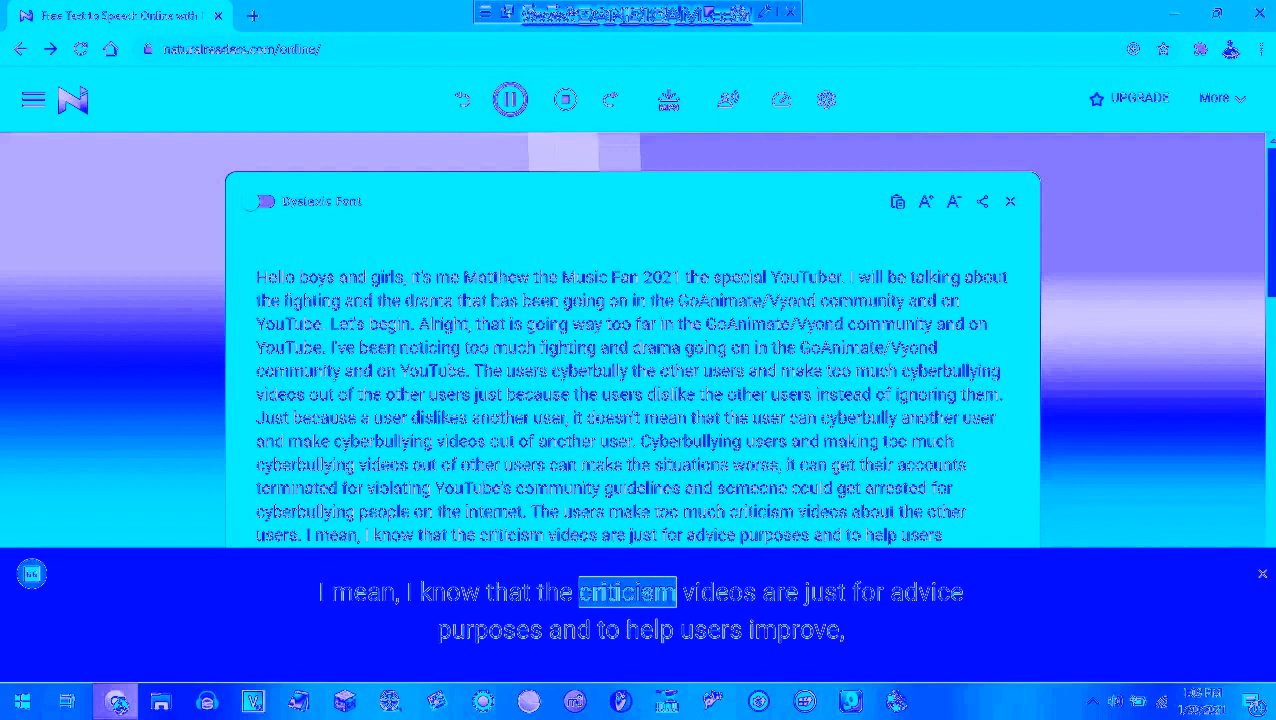 Free Text to Speech Online with
naturalreaders.com/online/
UPGRADE
More
Dyslexic Font
A+
A-
Hello boys and girls, it's me Matthew the Music Fan 2021 the special YouTuber. I will be talking about
the fighting and the drama that has been going on in the GoAnimate/Vyond community and on
YouTube. Let's begin. Alright, that is going way too far in the GoAnimate/Vyond community and on
YouTube. I've been noticing too much fighting and drama going on in the GoAnimate/Vyond
community and on YouTube. The users cyberbully the other users and make too much cyberbullying
videos out of the other users just because the users dislike the other users instead of ignoring them.
Just because a user dislikes another user, it doesn't mean that the user can cyberbully another user
and make cyberbullying videos out of another user. Cyberbullying users and making too much
cyberbullying videos out of other users can make the situations worse, it can get their accounts
terminated for violating YouTube's community guidelines and someone could get arrested for
cyberbullying people on the internet. The users make too much criticism videos about the other
users. I mean, I know that the criticism videos are just for advice purposes and to help users
I mean, I know that the criticism videos are just for advice
purposes and to help users improve,